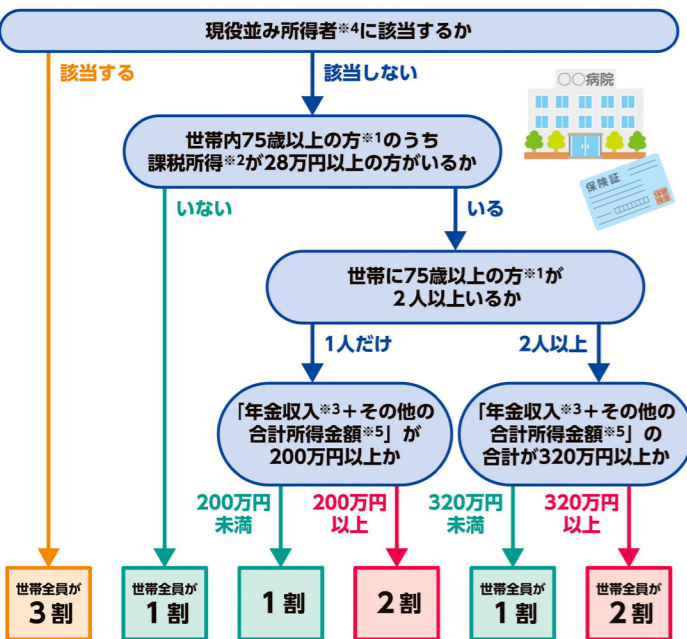 現役並み所得者※4に該当するか
該当する
該当しない
○○病院
世帯内75歳以上の方※1のうち
課税所得※2が28万円以上の方がいるか
保険証
いない
いる
世帯に75歳以上の方※1が
2人以上いるか
1人だけ
2人以上
「年金収入※3＋その他の
合計所得金額※5」が
200万円以上か
「年金収入※3＋その他の
合計所得金額※5」の
合計が320万円以上か
200万円
未満
200万円
以上
320万円
未満
320万円
以上
世帯全員が
3割
世帯全員が
1割
1割
2割
世帯全員が
1割
世帯全員が
2割